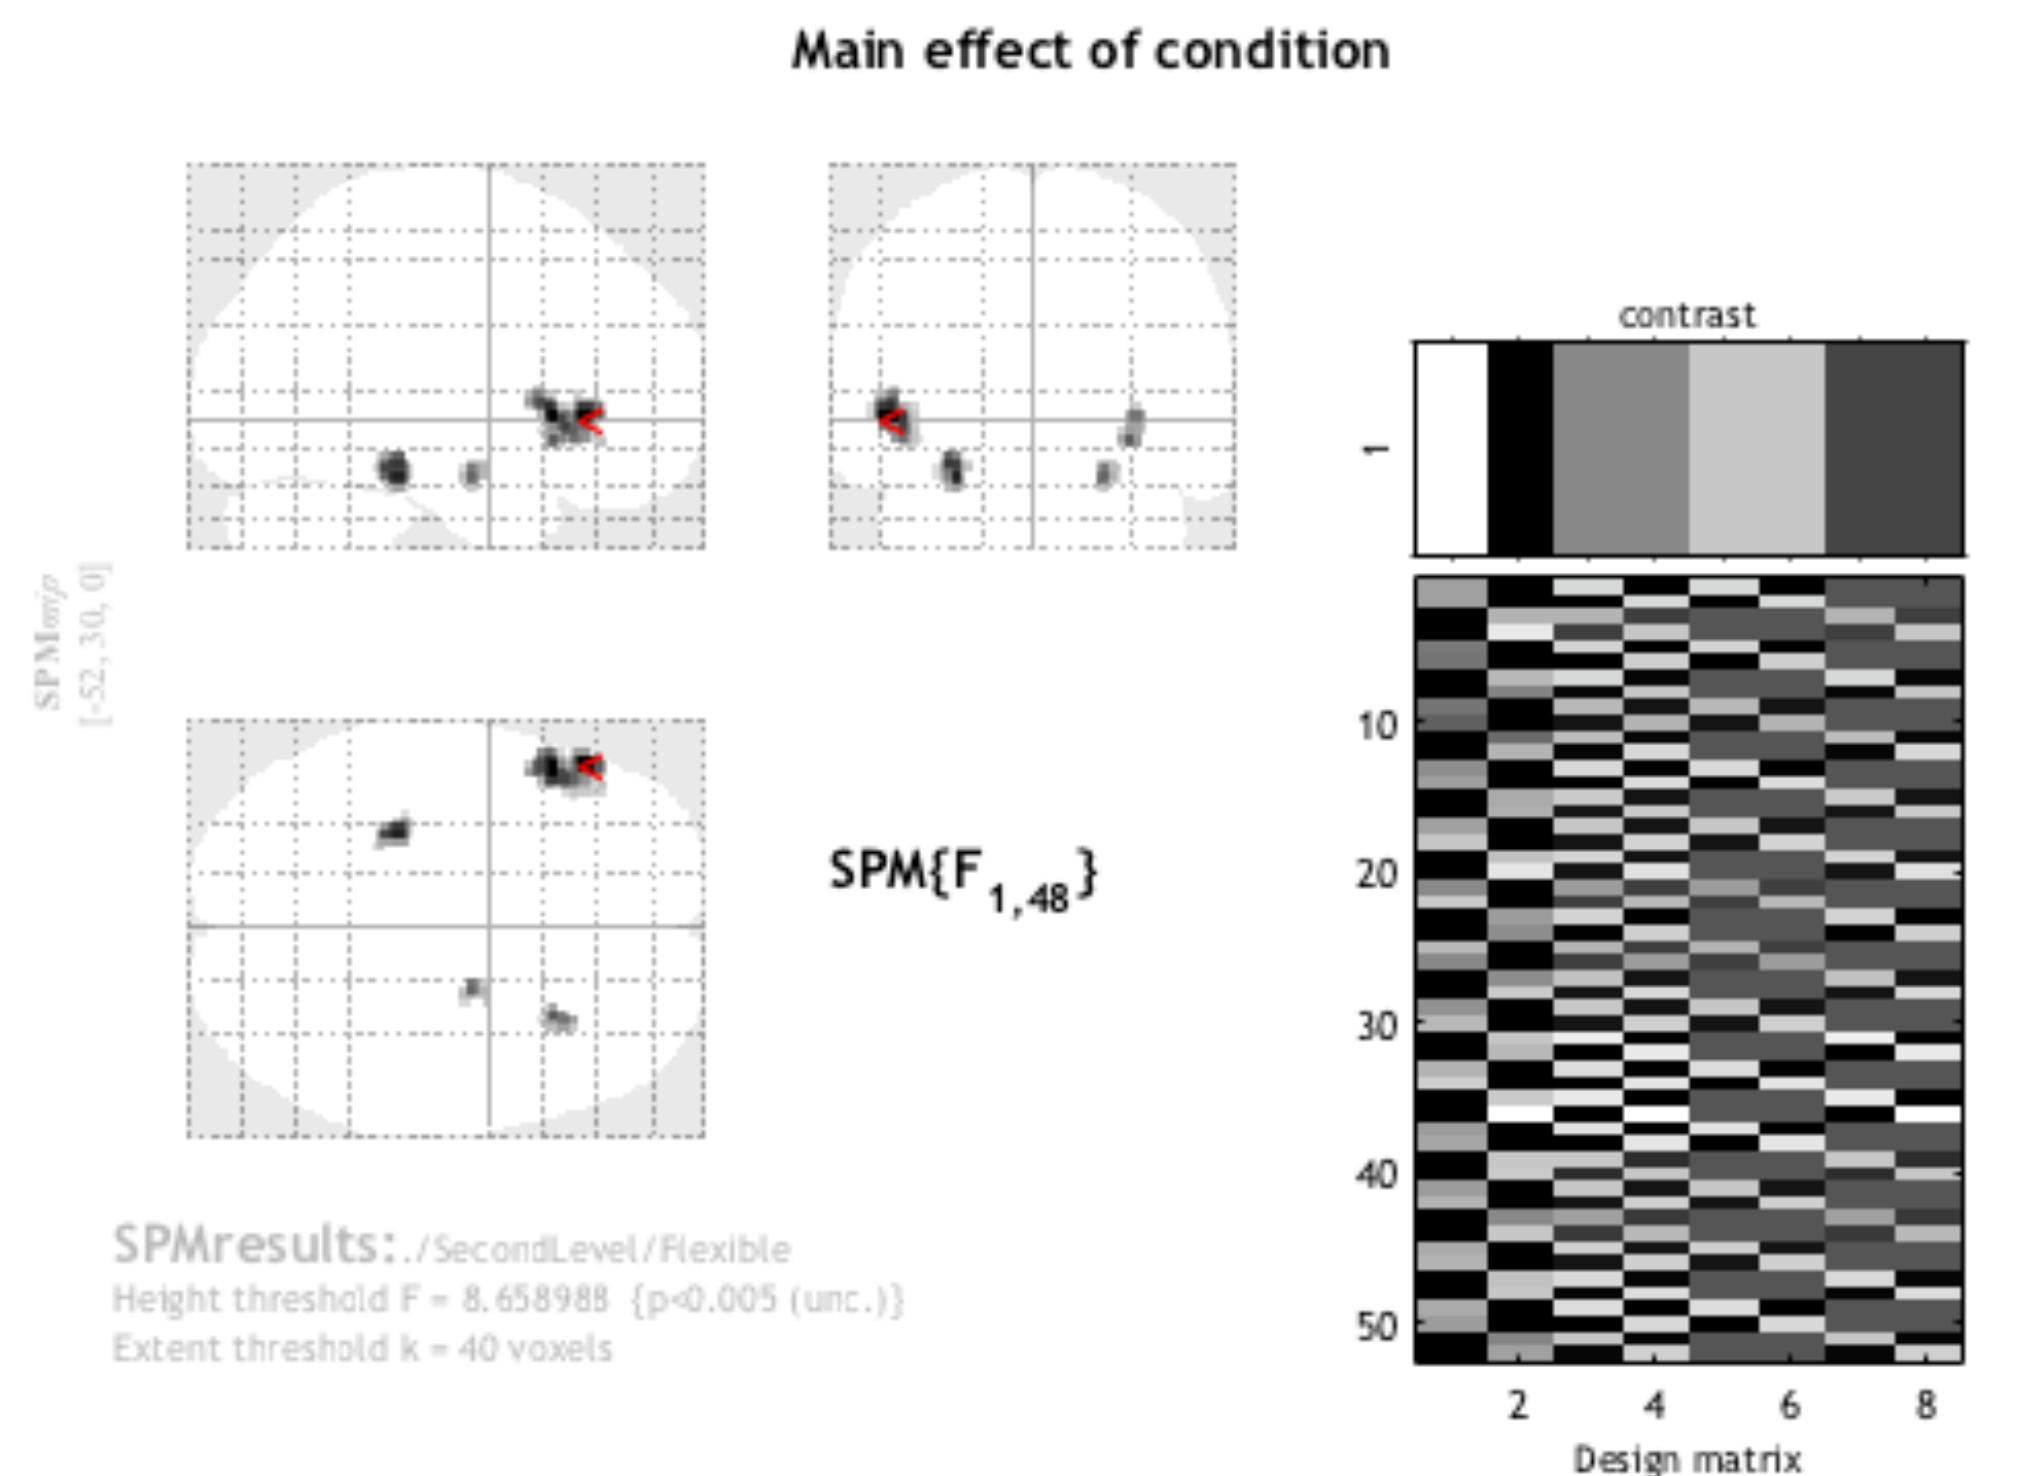 Main effect of condition
SPMmip
[-52, 30, 0]
<
<
<
SPM{F1,48}
SPMresults:./SecondLevel/Flexible
Height threshold F = 8.658988 {p<0.005 (unc.)}
Extent threshold k = 40 voxels
contrast
1
10
20
30
40
50
2 4 6 8
Design matrix